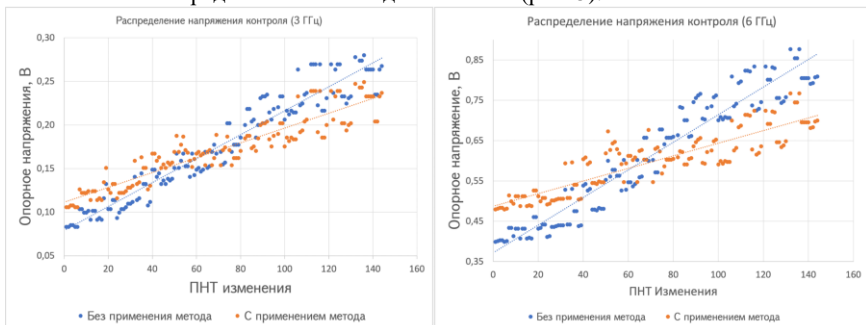 Распределение напряжения контроля (3 ГГц)
Опорное напряжения, В
0,30
0,25
0,20
0,15
0,10
0,05
0 20 40 60 80 100 120 140 160
ПНТ изменения
Без применения метода С применением метода
Распределение напряжения контроля (6 ГГц)
Опорное напряжение, В
0,85
0,75
0,65
0,55
0,45
0,35
0 20 40 60 80 100 120 140 160
ПНТ Изменения
Без применения метода С применением метода